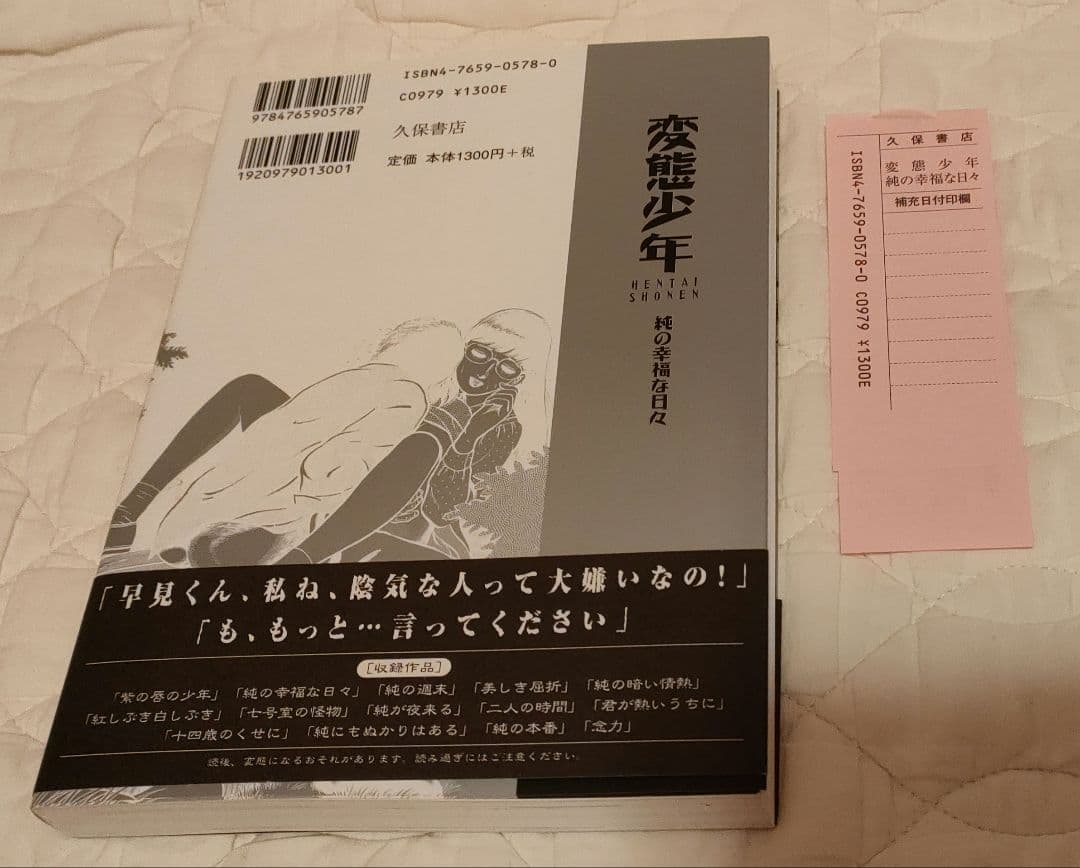 ISBN4-7659-0578-0
C0979 ¥1300E
9784765905787
久保書店
1920979013001
定価 本体1300円+税
変態少年
HENTAI
SHONEN
純の幸福な日々
「早見くん、私ね、陰気な人って大嫌いなの!」
「も、もっと…言ってください」
[収録作品]
「紫の唇の少年」「純の幸福な日々」「純の週末」「美しき屈折」「純の暗い情熱」
「紅しぶき白しぶき」「七号室の怪物」「純が夜来る」「二人の時間」「君が熱いうちに」
「十四歳のくせに」「純にもぬかりはある」「純の本番」「念力」
読後、変態になるおそれがあります。読み過ぎにはご注意ください。
久保書店
変態少年
純の幸福な日々
補充日付印欄
ISBN4-7659-0578-0 C0979 ¥1300E